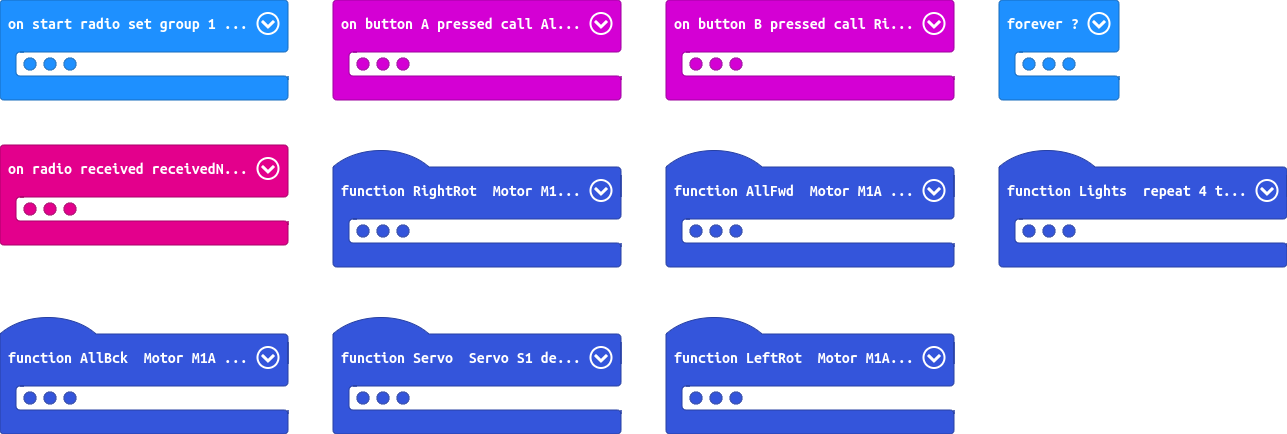 on start radio set group 1 ...
on button A pressed call Al...
on button B pressed call Ri...
forever ?
on radio received receivedN...
function RightRot Motor M1...
function AllFwd Motor M1A ...
function Lights repeat 4 t...
function AllBck Motor M1A ...
function Servo Servo S1 de...
function LeftRot Motor M1A...